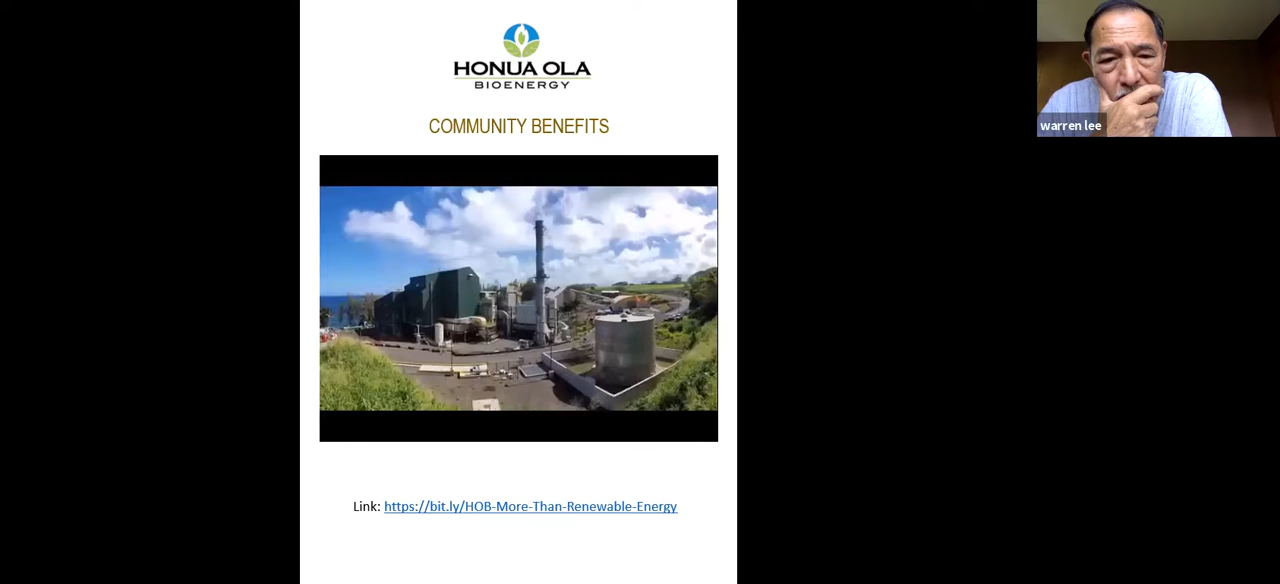 HONUA OLA
BIOENERGY
COMMUNITY BENEFITS
Link: https://bit.ly/HOB-More-Than-Renewable-Energy
warren lee